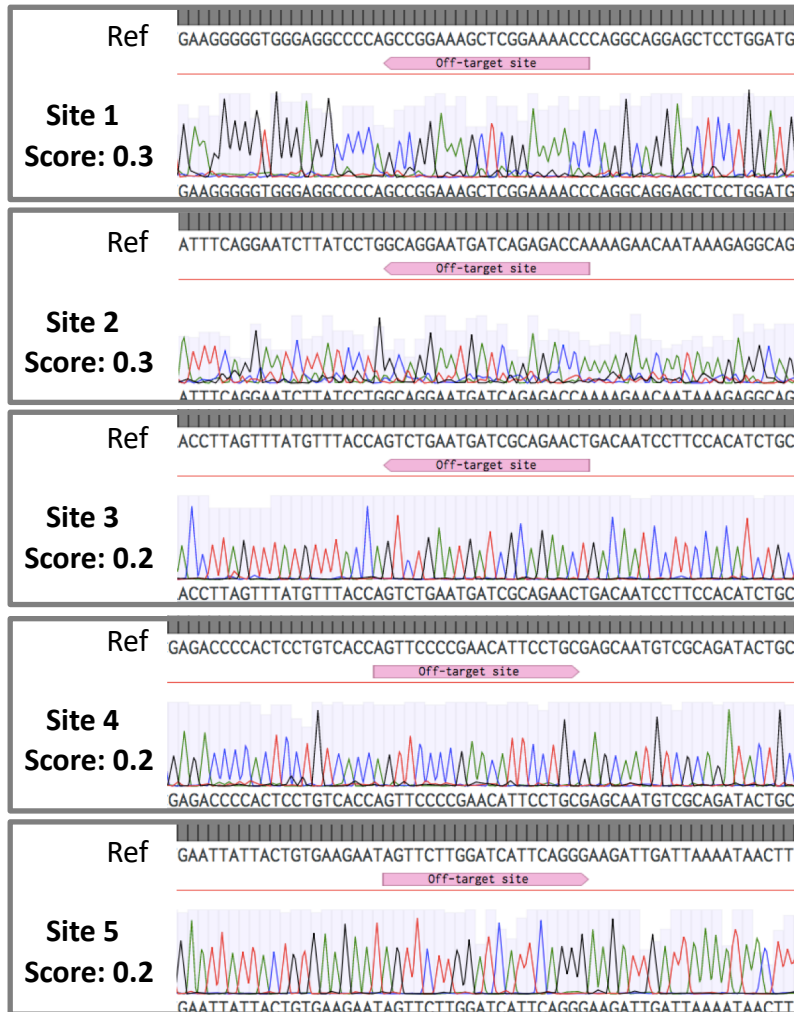 Ref
GAAGGGGGTGGGAGGCCCCAGCCGGAAAGCTCGGAAAACCCAGGCAGGAGCTCCTGGATG
Off-target site
Site 1
Score: 0.3
GAAGGGGGTGGGAGGCCCCAGCCGGAAAGCTCGGAAAACCCAGGCAGGAGCTCCTGGATG
Ref
ATTTCAGGAATCTTATCCTGGCAGGAATGATCAGAGACCAAAAGAACAATAAAGAGGCAG
Off-target site
Site 2
Score: 0.3
ATTTCAGGAATCTTATCCTGGCAGGAATGATCAGAGACCAAAAGAACAATAAAGAGGCAG
Ref
ACCTTAGTTTATGTTTACCAGTCTGAATGATCGCAGAACTGACAATCCTTCCACATCTGC
Off-target site
Site 3
Score: 0.2
ACCTTAGTTTATGTTTACCAGTCTGAATGATCGCAGAACTGACAATCCTTCCACATCTGC
Ref
GAGACCCCACTCCTGTCACCAGTTCCCCGAACATTCCTGCGAGCAATGTCGCAGATACTGC
Off-target site
Site 4
Score: 0.2
GAGACCCCACTCCTGTCACCAGTTCCCCGAACATTCCTGCGAGCAATGTCGCAGATACTGC
Ref
GAATTATTACTGTGAAGAATAGTTCTTGGATCATTCAGGGAAGATTGATTAAAATAACTT
Off-target site
Site 5
Score: 0.2
GAATTATTACTGTGAAGAATAGTTCTTGGATCATTCAGGGAAGATTGATTAAAATAACTT